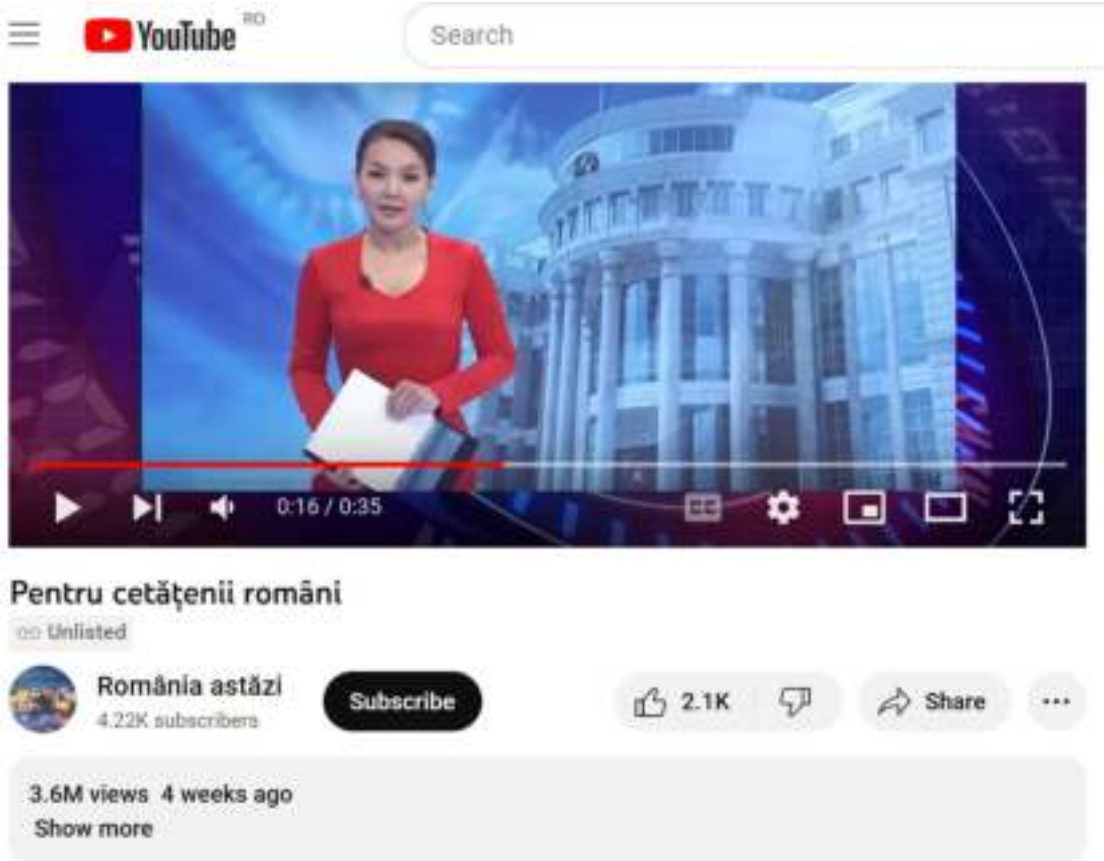 YouTube RO
Search
0:16 / 0:35
CC
Pentru cetățenii români
Unlisted
România astăzi
4.22K subscribers
Subscribe
2.1K
Share
3.6M views 4 weeks ago
Show more